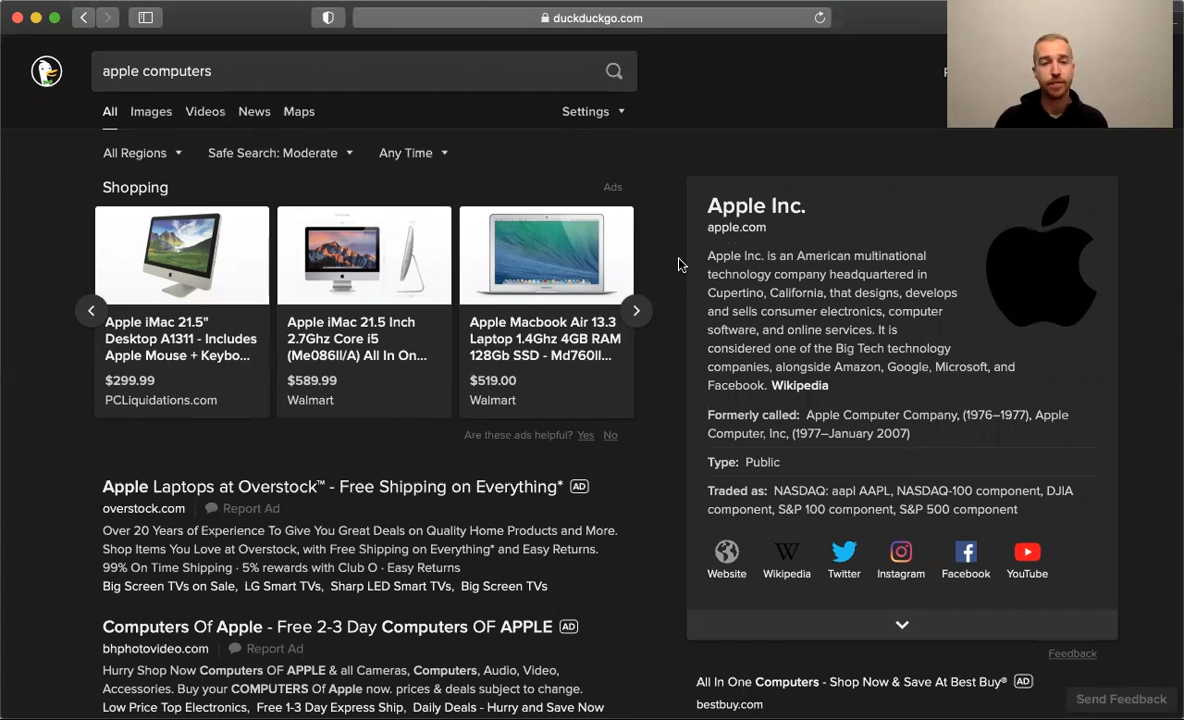 duckduckgo.com
apple computers
All Images Videos News Maps Settings
All Regions Safe Search: Moderate Any Time
Shopping Ads
Apple iMac 21.5"
Desktop A1311 - Includes
Apple Mouse + Keybo...
$299.99
PCLiquidations.com
Apple iMac 21.5 Inch
2.7Ghz Core i5
(Me086ll/A) All In On...
$589.99
Walmart
Apple Macbook Air 13.3
Laptop 1.4Ghz 4GB RAM
128Gb SSD - Md760ll...
$519.00
Walmart
Are these ads helpful? Yes No
Apple Laptops at Overstock™ - Free Shipping on Everything* AD
overstock.com Report Ad
Over 20 Years of Experience To Give You Great Deals on Quality Home Products and More.
Shop Items You Love at Overstock, with Free Shipping on Everything* and Easy Returns.
99% On Time Shipping · 5% rewards with Club O · Easy Returns
Big Screen TVs on Sale, LG Smart TVs, Sharp LED Smart TVs, Big Screen TVs
Computers Of Apple - Free 2-3 Day Computers OF APPLE AD
bhphotovideo.com Report Ad
Hurry Shop Now Computers OF APPLE & all Cameras, Computers, Audio, Video,
Accessories. Buy your COMPUTERS Of Apple now. prices & deals subject to change.
Low Price Top Electronics, Free 1-3 Day Express Ship, Daily Deals - Hurry and Save Now
Apple Inc.
apple.com
Apple Inc. is an American multinational
technology company headquartered in
Cupertino, California, that designs, develops
and sells consumer electronics, computer
software, and online services. It is
considered one of the Big Tech technology
companies, alongside Amazon, Google, Microsoft, and
Facebook. Wikipedia
Formerly called: Apple Computer Company, (1976–1977), Apple
Computer, Inc, (1977–January 2007)
Type: Public
Traded as: NASDAQ: aapl AAPL, NASDAQ-100 component, DJIA
component, S&P 100 component, S&P 500 component
Website Wikipedia Twitter Instagram Facebook YouTube
Feedback
All In One Computers - Shop Now & Save At Best Buy® AD
bestbuy.com
Send Feedback